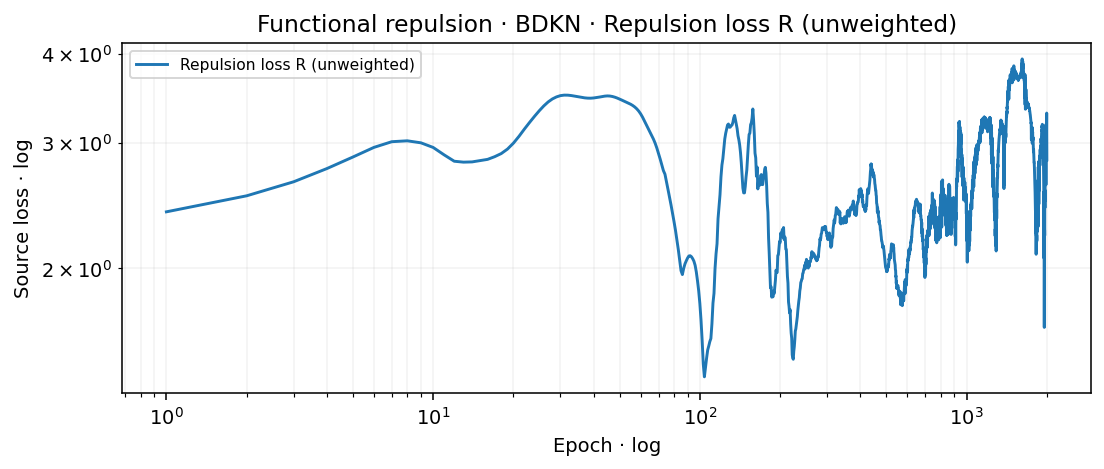 Functional repulsion · BDKN · Repulsion loss R (unweighted)
Repulsion loss R (unweighted)
Source loss · log
4 × 10⁰
3 × 10⁰
2 × 10⁰
10⁰ 10¹ 10² 10³
Epoch · log